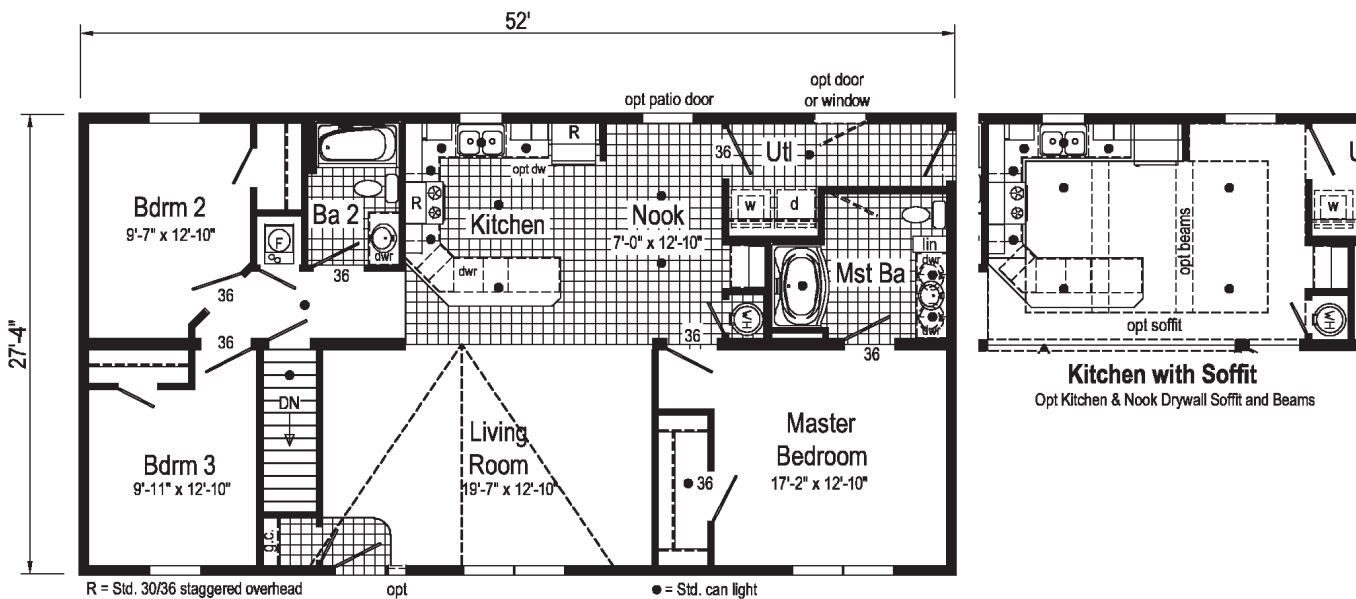 52'
opt patio door
opt door
or window
27'-4"
Bdrm 2
9'-7" x 12'-10"
Ba 2
F
dwr
36
36
36
R
R
opt dw
Kitchen
dwr
Nook
7'-0" x 12'-10"
36
Utl
w
d
lin
dwr
Mst Ba
dwr
WH
36
36
Bdrm 3
9'-11" x 12'-10"
DN
g.c.
36
Living
Room
19'-7" x 12'-10"
36
Master
Bedroom
17'-2" x 12'-10"
R = Std. 30/36 staggered overhead
opt
● = Std. can light
opt beams
U
w
WH
opt soffit
Kitchen with Soffit
Opt Kitchen & Nook Drywall Soffit and Beams